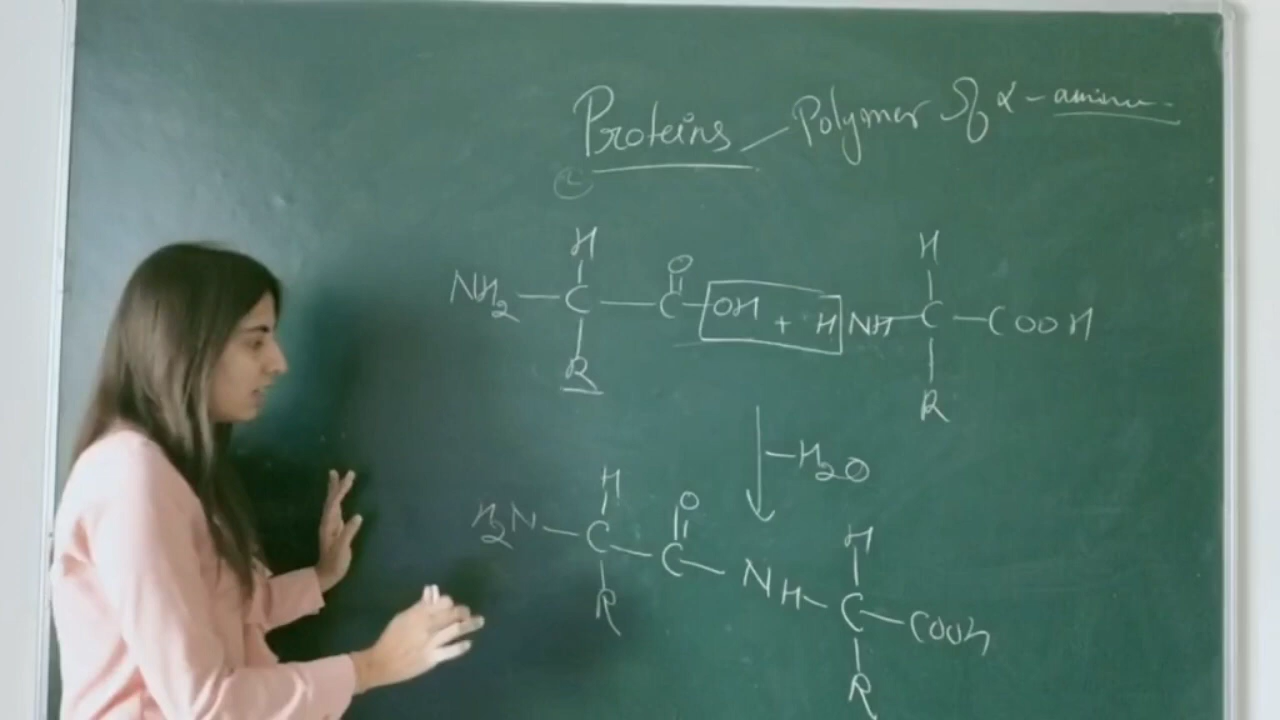 Proteins - Polymer of α-amino
H
H
O
NH2 - C - C - OH + H NH - C - COOH
R
R
-H2O
H
O
H
H2N - C - C - NH - C - COOH
R
R